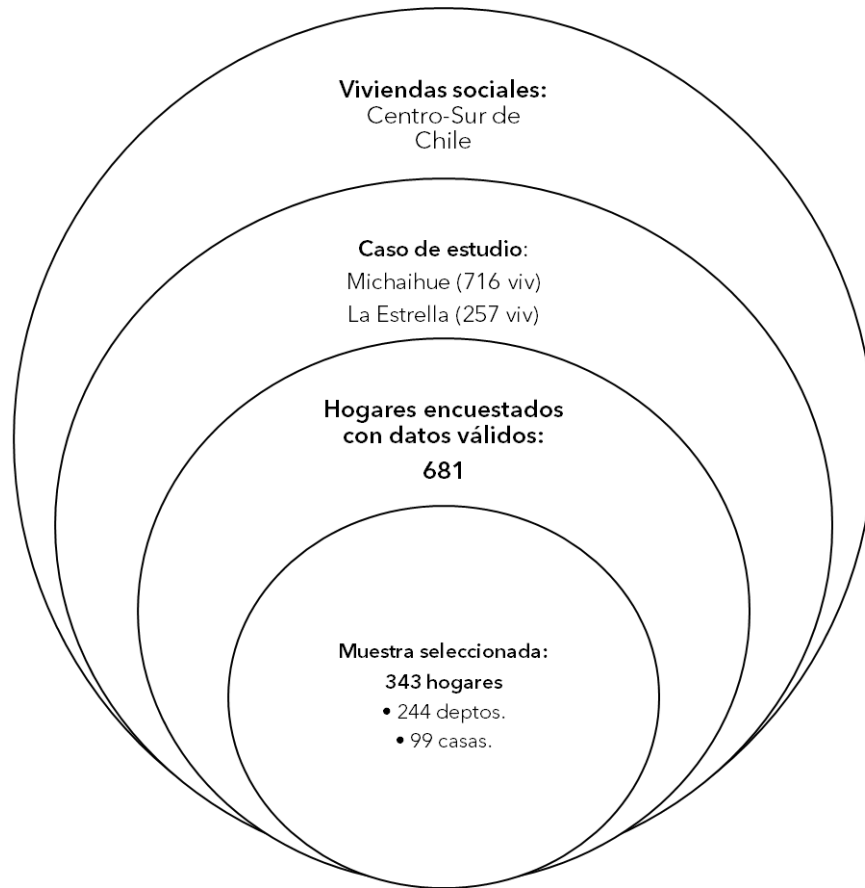 Viviendas sociales:
Centro-Sur de
Chile
Caso de estudio:
Michaihue (716 viv)
La Estrella (257 viv)
Hogares encuestados
con datos válidos:
681
Muestra seleccionada:
343 hogares
• 244 deptos.
• 99 casas.